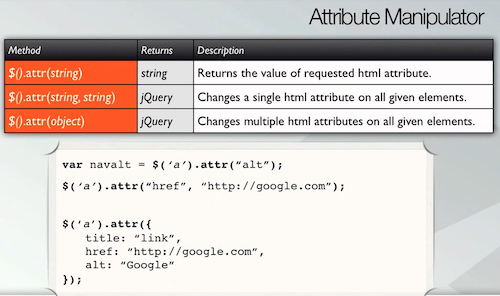 Attribute Manipulator
Method Returns Description
$().attr(string) string Returns the value of requested html attribute.
$().attr(string, string) jQuery Changes a single html attribute on all given elements.
$().attr(object) jQuery Changes multiple html attributes on all given elements.
var navalt = $(‘a’).attr(“alt”);
$(‘a’).attr(“href”, “http://google.com”);
$(‘a’).attr({
title: “link”,
href: “http://google.com”,
alt: “Google”
});